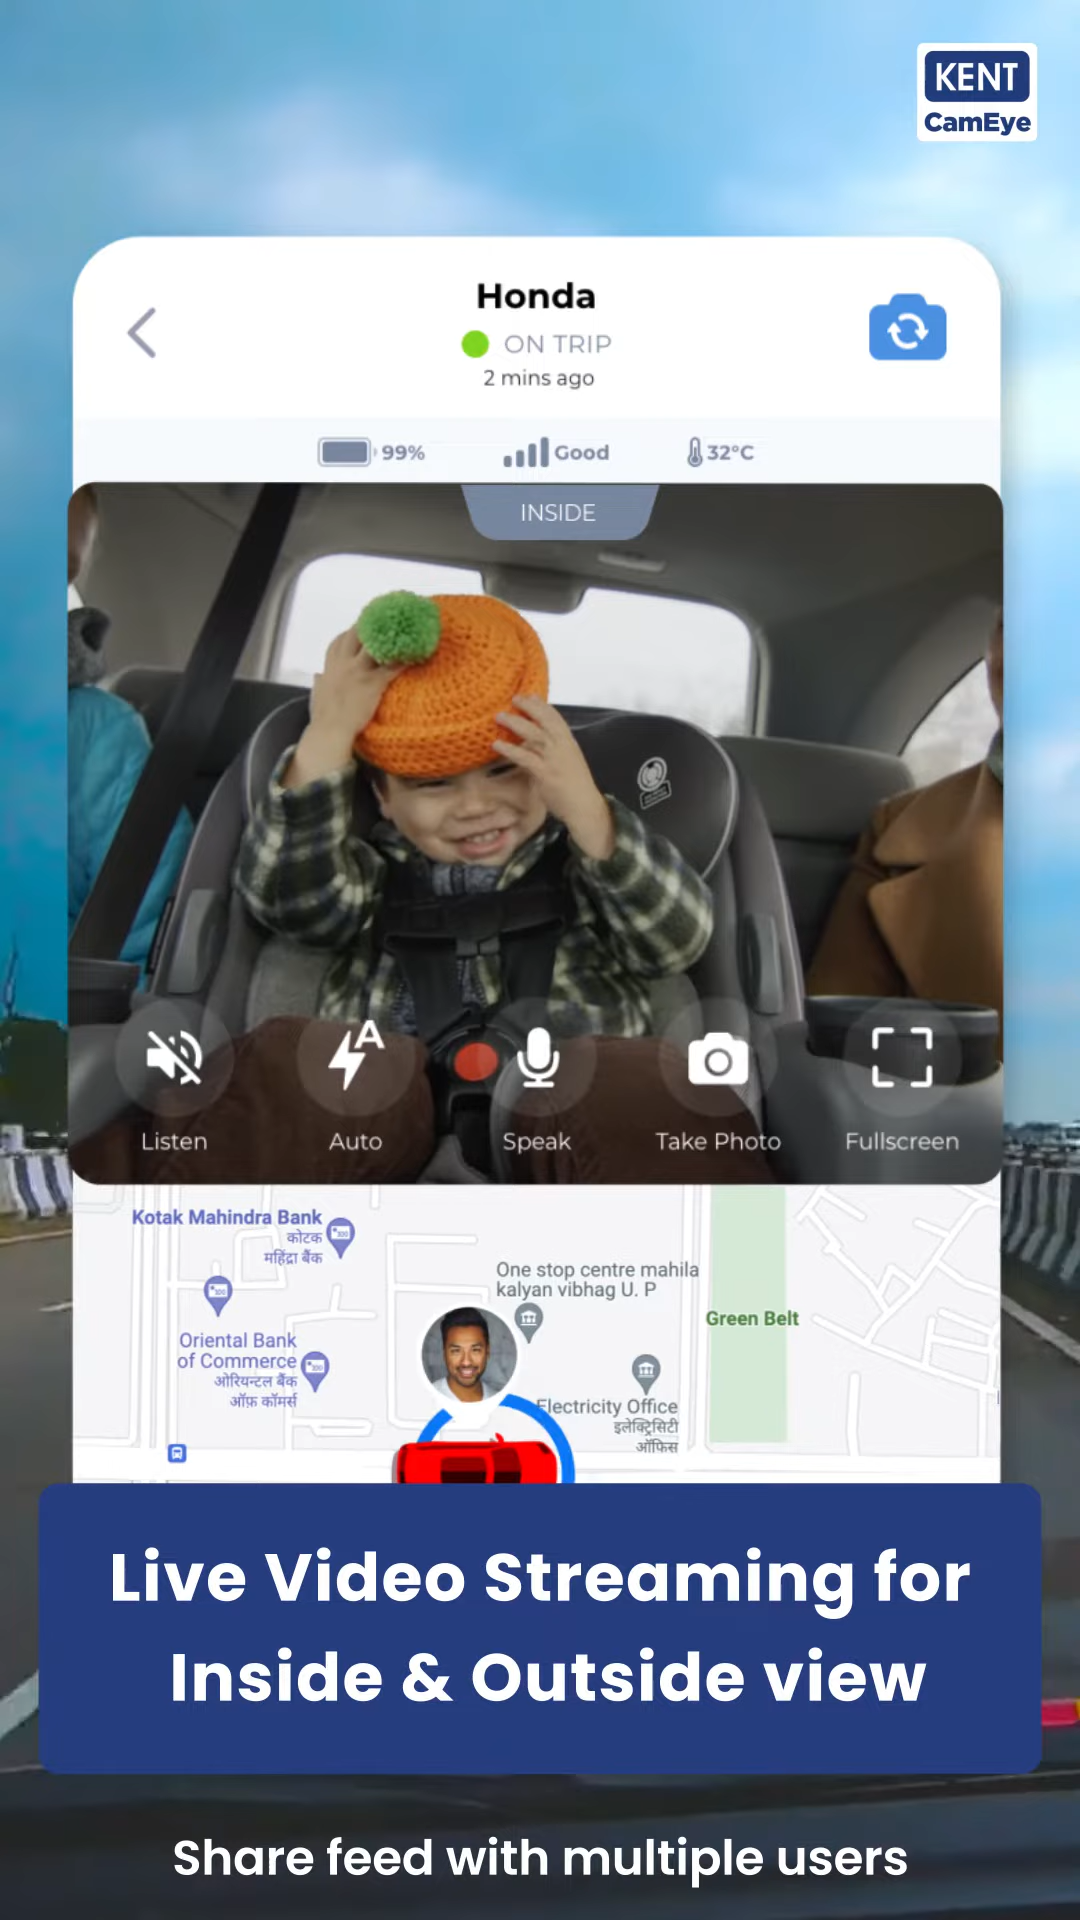 KENT
CamEye
Honda
ON TRIP
2 mins ago
99%
Good
32°C
INSIDE
A
Listen
Auto
Speak
Take Photo
Fullscreen
Kotak Mahindra Bank
कोटक
महिंद्रा बैंक
One stop centre mahila
kalyan vibhag U. P
Green Belt
Oriental Bank
of Commerce
ओरियन्टल बैंक
ऑफ़ कॉमर्स
Electricity Office
इलेक्ट्रिसिटी
ऑफिस
Live Video Streaming for
Inside & Outside view
Share feed with multiple users